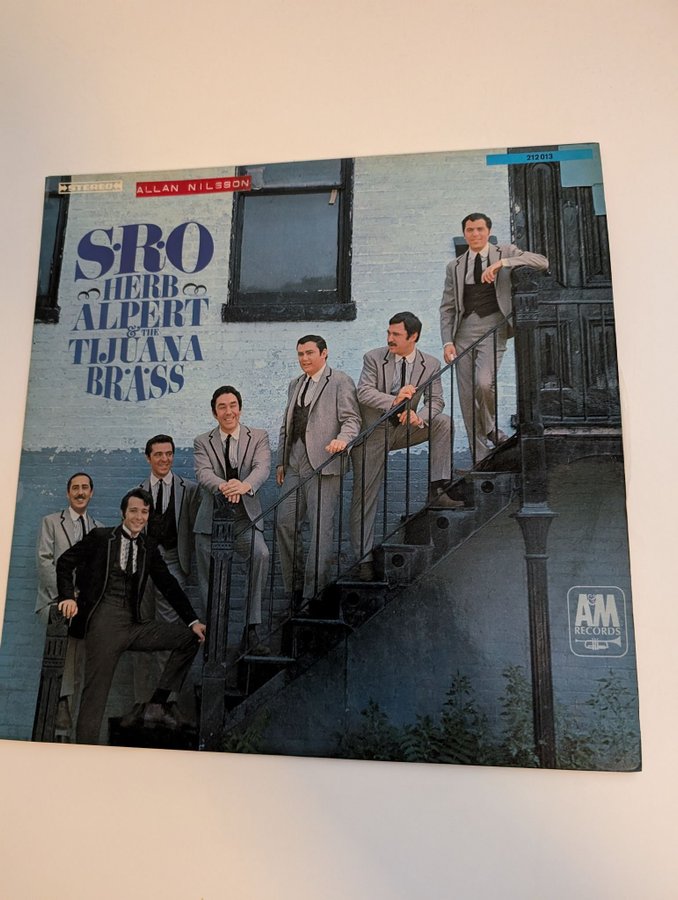 STEREO
ALLAN NILSSON
212 013
S·R·O
HERB
ALPERT
& THE
TIJUANA
BRASS
A&M
RECORDS